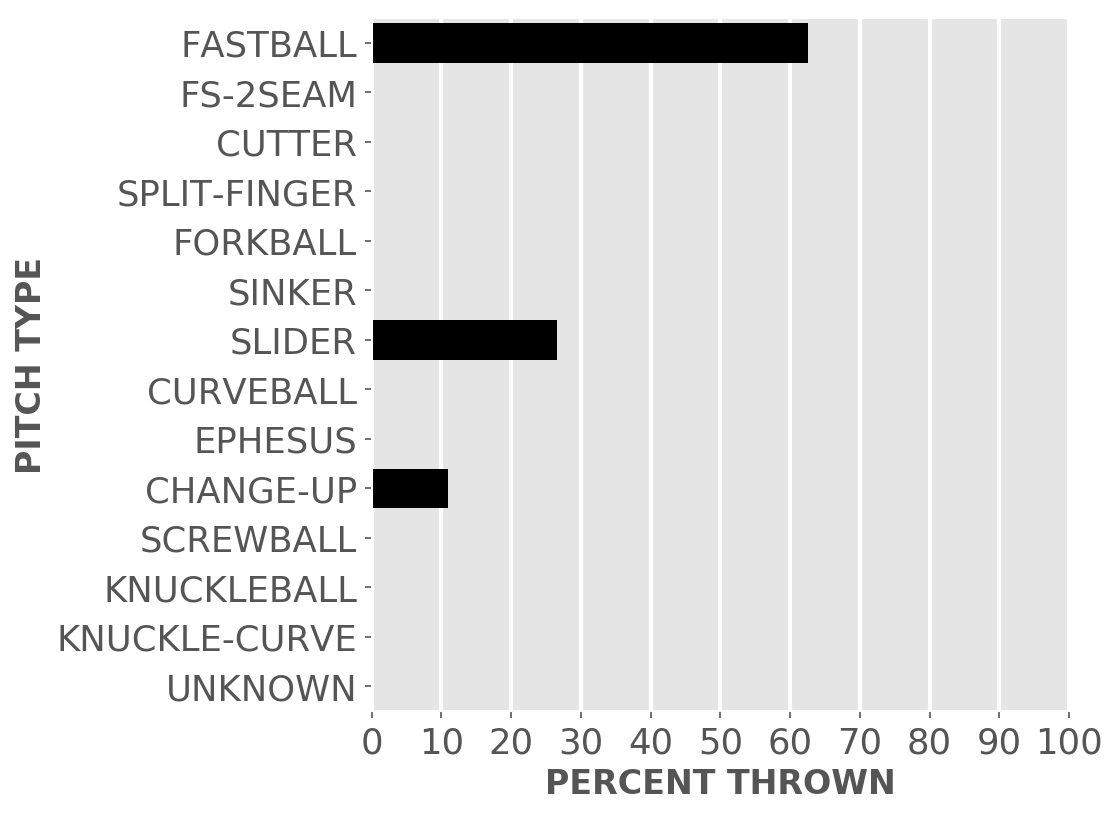 FASTBALL
FS-2SEAM
CUTTER
SPLIT-FINGER
FORKBALL
SINKER
SLIDER
CURVEBALL
EPHESUS
CHANGE-UP
SCREWBALL
KNUCKLEBALL
KNUCKLE-CURVE
UNKNOWN
PITCH TYPE
0 10 20 30 40 50 60 70 80 90 100
PERCENT THROWN